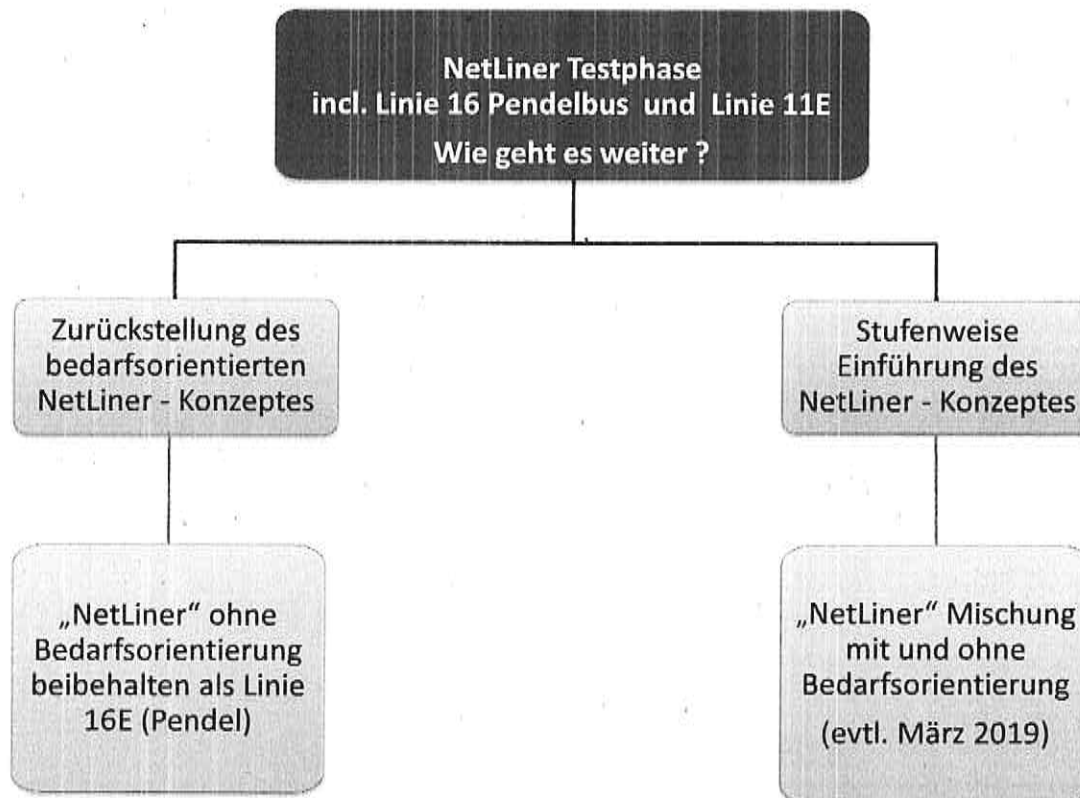 NetLiner Testphase
incl. Linie 16 Pendelbus und Linie 11E
Wie geht es weiter ?
Zurückstellung des
bedarfsorientierten
NetLiner - Konzeptes
„NetLiner“ ohne
Bedarfsorientierung
beibehalten als Linie
16E (Pendel)
Stufenweise
Einführung des
NetLiner - Konzeptes
„NetLiner“ Mischung
mit und ohne
Bedarfsorientierung
(evtl. März 2019)